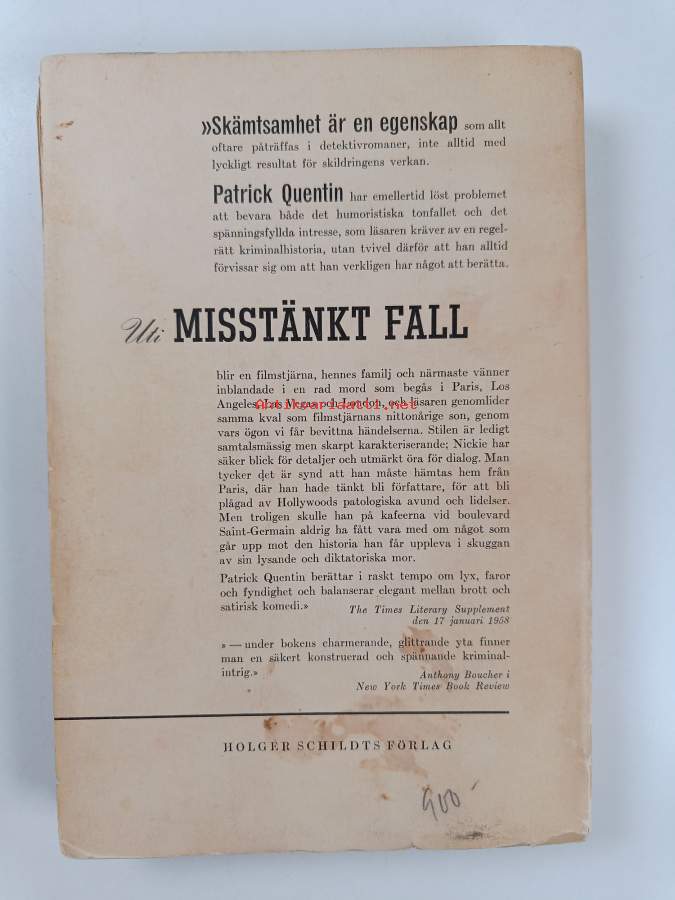 »Skämtsamhet är en egenskap som allt
oftare påträffas i detektivromaner, inte alltid med
lyckligt resultat för skildringens verkan.
Patrick Quentin har emellertid löst problemet
att bevara både det humoristiska tonfallet och det
spänningsfyllda intresse, som läsaren kräver av en regel-
rätt kriminalhistoria, utan tvivel därför att han alltid
förvissar sig om att han verkligen har något att berätta.
Uti MISSTÄNKT FALL
blir en filmstjärna, hennes familj och närmaste vänner
inblandade i en rad mord som begås i Paris, Los
Angeles, Las Vegas och London, och läsaren genomlider
Antikvariaatti.net
samma kval som filmstjärnans nittonårige son, genom
vars ögon vi får bevittna händelserna. Stilen är ledigt
samtalsmässig men skarpt karakteriserande; Nickie har
säker blick för detaljer och utmärkt öra för dialog. Man
tycker det är synd att han måste hämtas hem från
Paris, där han hade tänkt bli författare, för att bli
plågad av Hollywoods patologiska avund och lidelser.
Men troligen skulle han på kafeerna vid boulevard
Saint-Germain aldrig ha fått vara med om något som
går upp mot den historia han får uppleva i skuggan
av sin lysande och diktatoriska mor.
Patrick Quentin berättar i raskt tempo om lyx, faror
och fyndighet och balanserar elegant mellan brott och
satirisk komedi.» The Times Literary Supplement
den 17 januari 1958
» — under bokens charmerande, glittrande yta finner
man en säkert konstruerad och spännande kriminal-
intrig.» Anthony Boucher i
New York Times Book Review
HOLGER SCHILDTS FÖRLAG
900